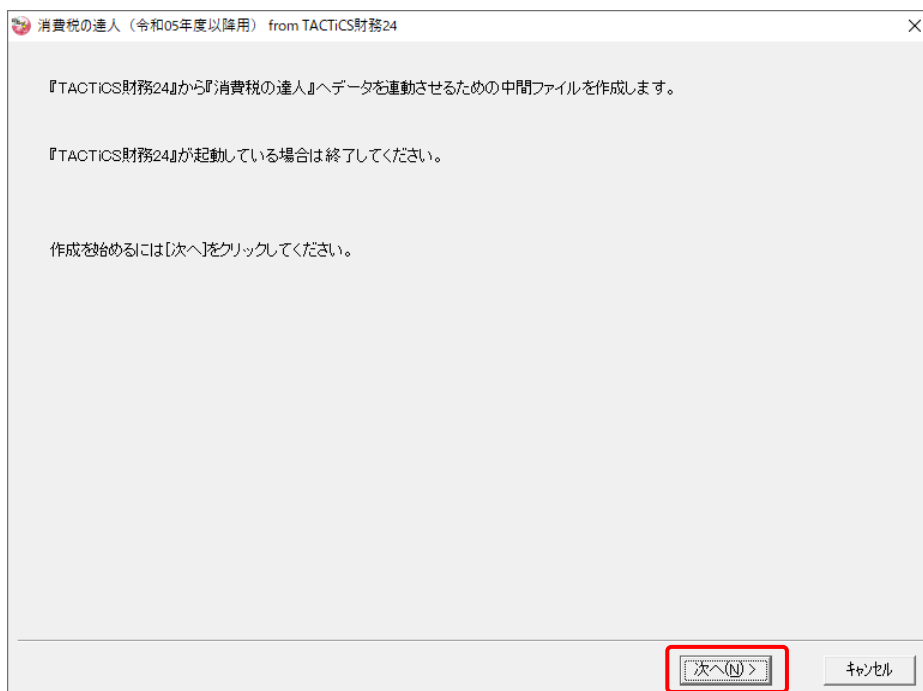 消費税の達人（令和05年度以降用） from TACTiCS財務24
『TACTiCS財務24』から『消費税の達人』へデータを連動させるための中間ファイルを作成します。
『TACTiCS財務24』が起動している場合は終了してください。
作成を始めるには[次へ]をクリックしてください。
次へ(N) >
キャンセル